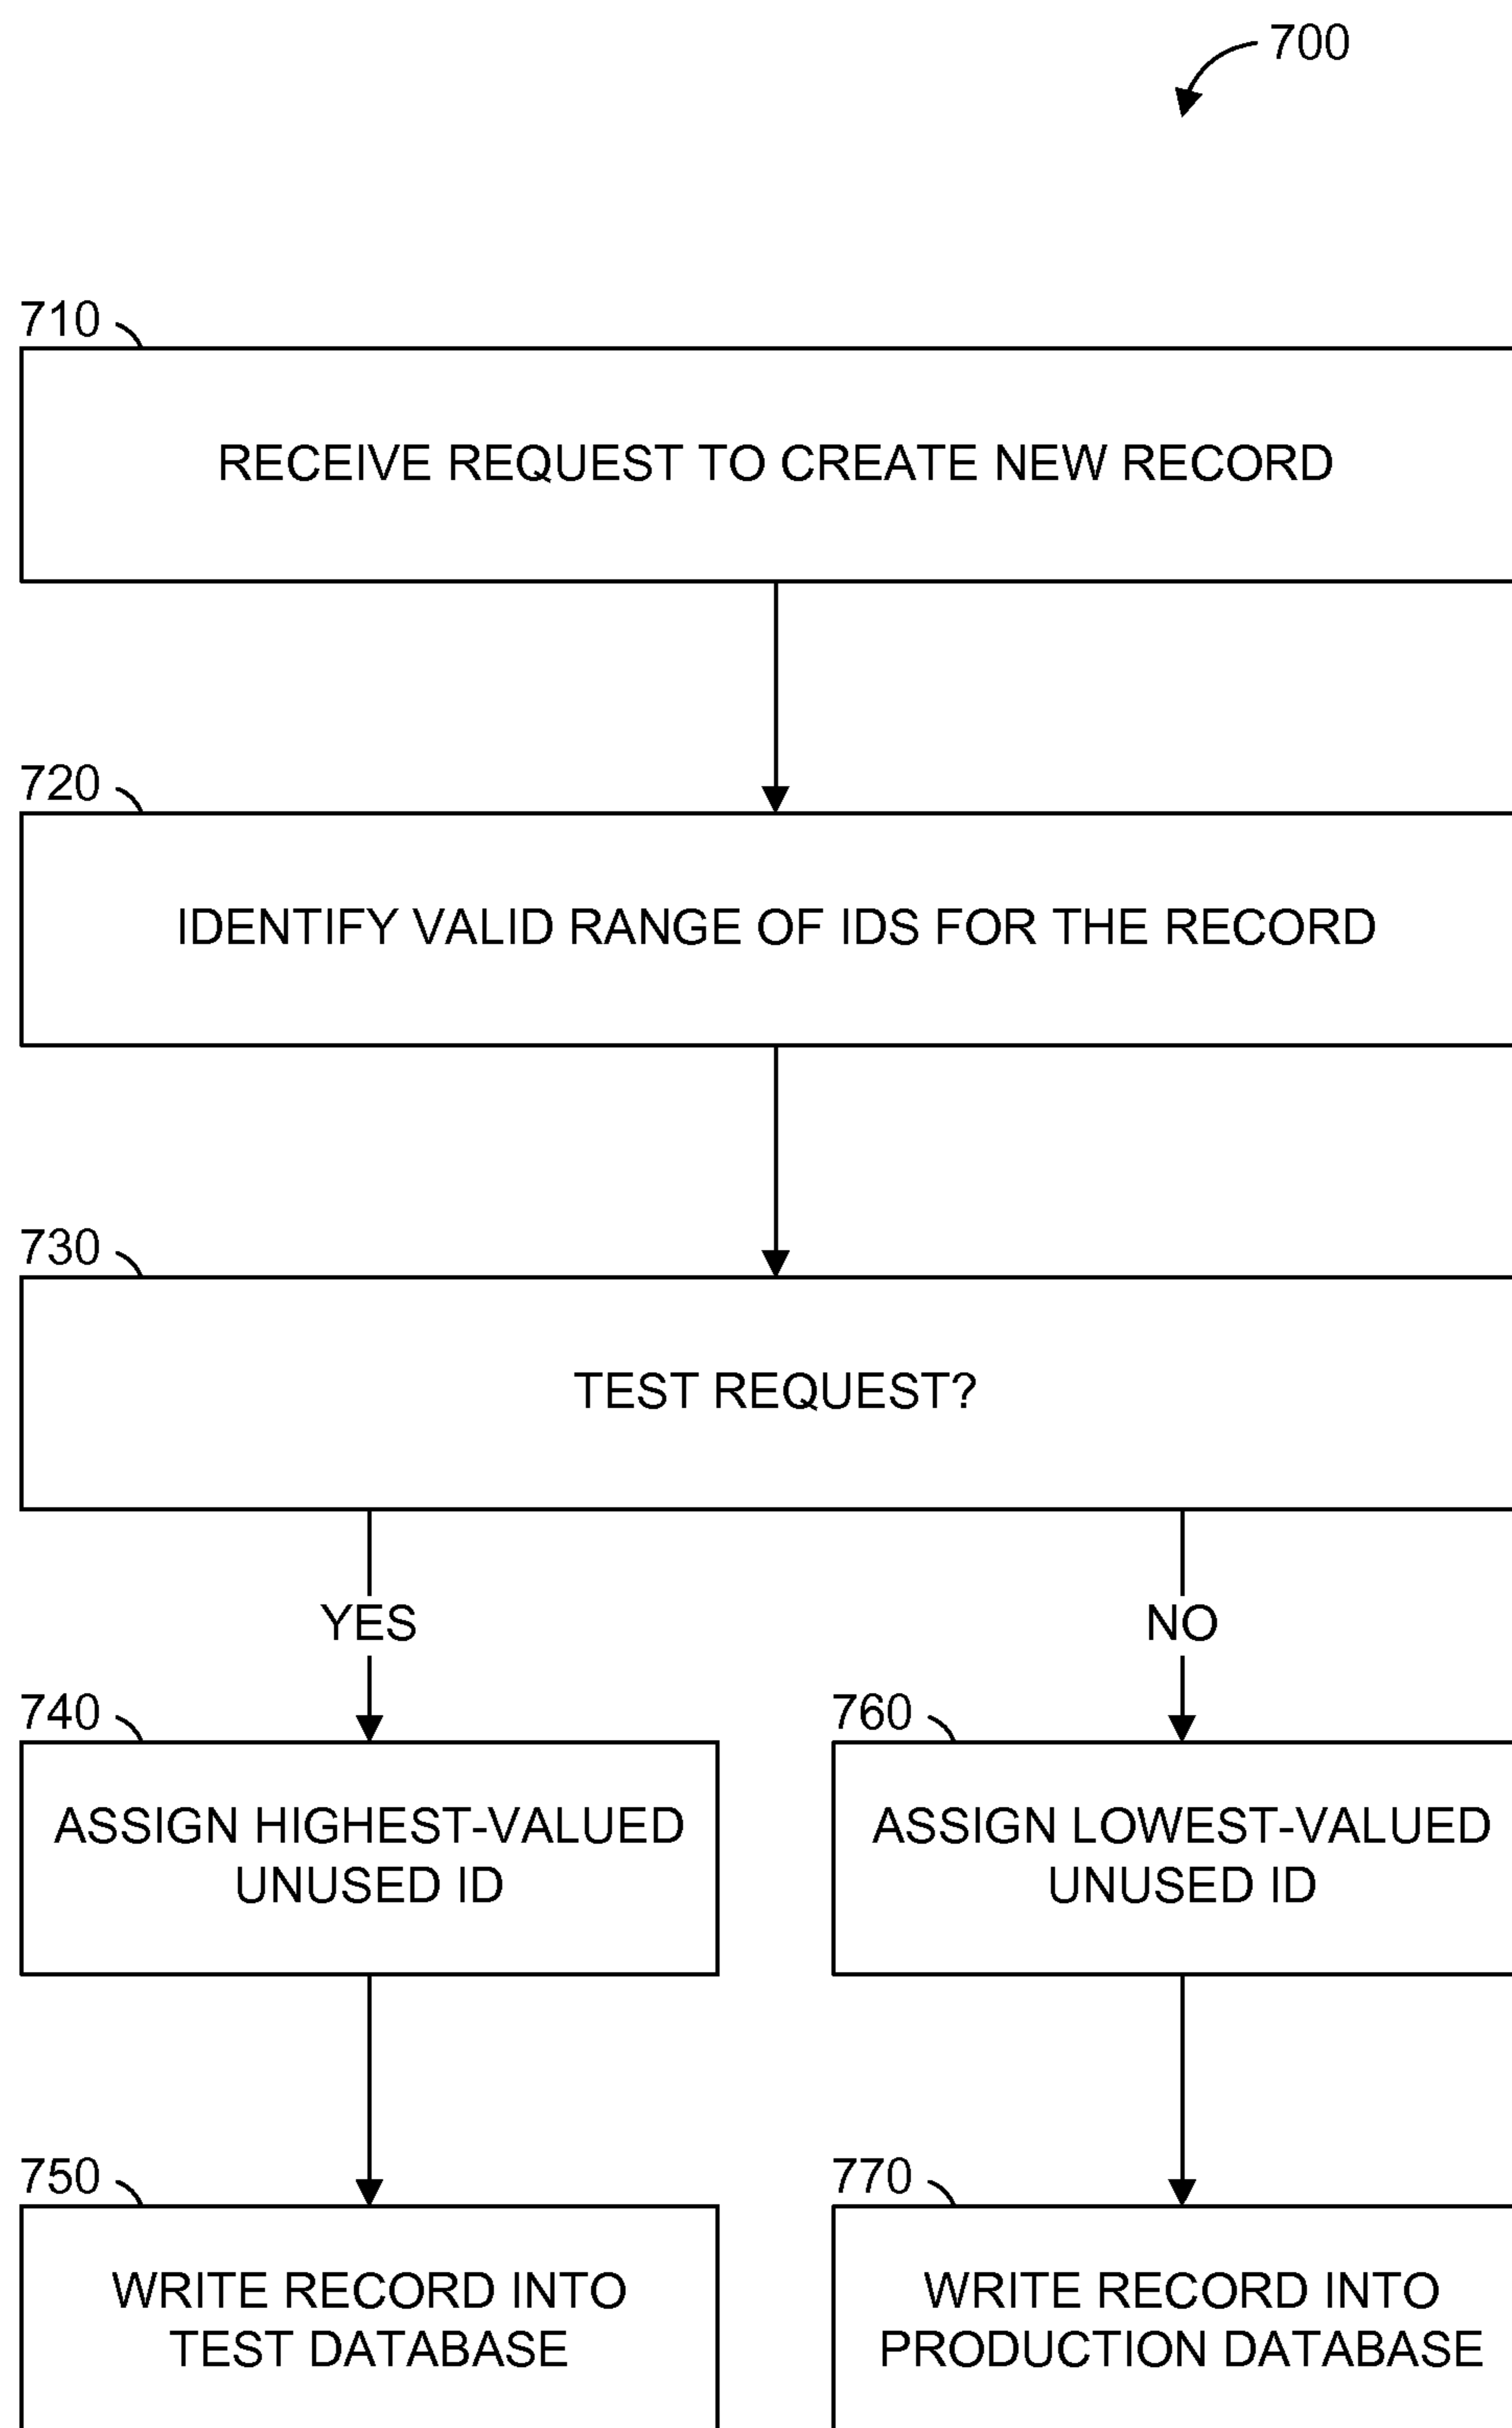 700
710
RECEIVE REQUEST TO CREATE NEW RECORD
720
IDENTIFY VALID RANGE OF IDS FOR THE RECORD
730
TEST REQUEST?
YES
NO
740
ASSIGN HIGHEST-VALUED
UNUSED ID
760
ASSIGN LOWEST-VALUED
UNUSED ID
750
WRITE RECORD INTO
TEST DATABASE
770
WRITE RECORD INTO
PRODUCTION DATABASE